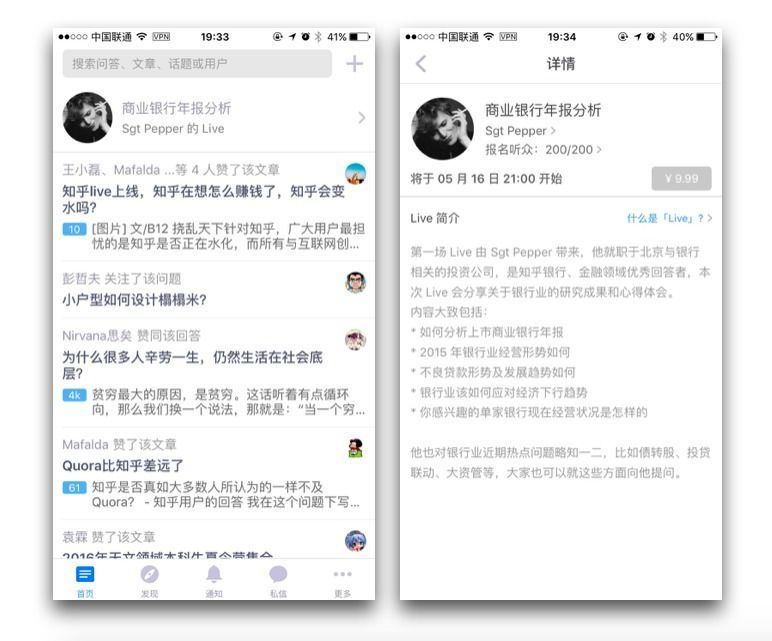 中国联通 VPN 19:33 41%
搜索问答、文章、话题或用户
商业银行年报分析
Sgt Pepper 的 Live
王小磊、Mafalda ...等 4 人赞了该文章
知乎live上线，知乎在想怎么赚钱了，知乎会变
水吗?
10 [图片] 文/B12 挠乱天下针对知乎，广大用户最担
忧的是知乎是否正在水化，而所有与互联网创...
彭哲夫 关注了该问题
小户型如何设计榻榻米?
Nirvana思矣 赞同该回答
为什么很多人辛劳一生，仍然生活在社会底
层?
4k 贫穷最大的原因，是贫穷。这话听着有点循环
向，那么我们换一个说法，那就是：“当一个穷...
Mafalda 赞了该文章
Quora比知乎差远了
61 知乎是否真如大多数人所认为的一样不及
Quora? - 知乎用户的回答 我在这个问题下写...
袁霖 赞了该文章
2016年天文领域本科生夏令营集合
首页 发现 通知 私信 更多
中国联通 VPN 19:34 40%
详情
商业银行年报分析
Sgt Pepper
报名听众：200/200
将于 05 月 16 日 21:00 开始 ¥ 9.99
Live 简介 什么是「Live」?
第一场 Live 由 Sgt Pepper 带来，他就职于北京与银行
相关的投资公司，是知乎银行、金融领域优秀回答者，本
次 Live 会分享关于银行业的研究成果和心得体会。
内容大致包括：
* 如何分析上市商业银行年报
* 2015 年银行业经营形势如何
* 不良贷款形势及发展趋势如何
* 银行业该如何应对经济下行趋势
* 你感兴趣的单家银行现在经营状况是怎样的
他也对银行业近期热点问题略知一二，比如债转股、投贷
联动、大资管等，大家也可以就这些方面向他提问。